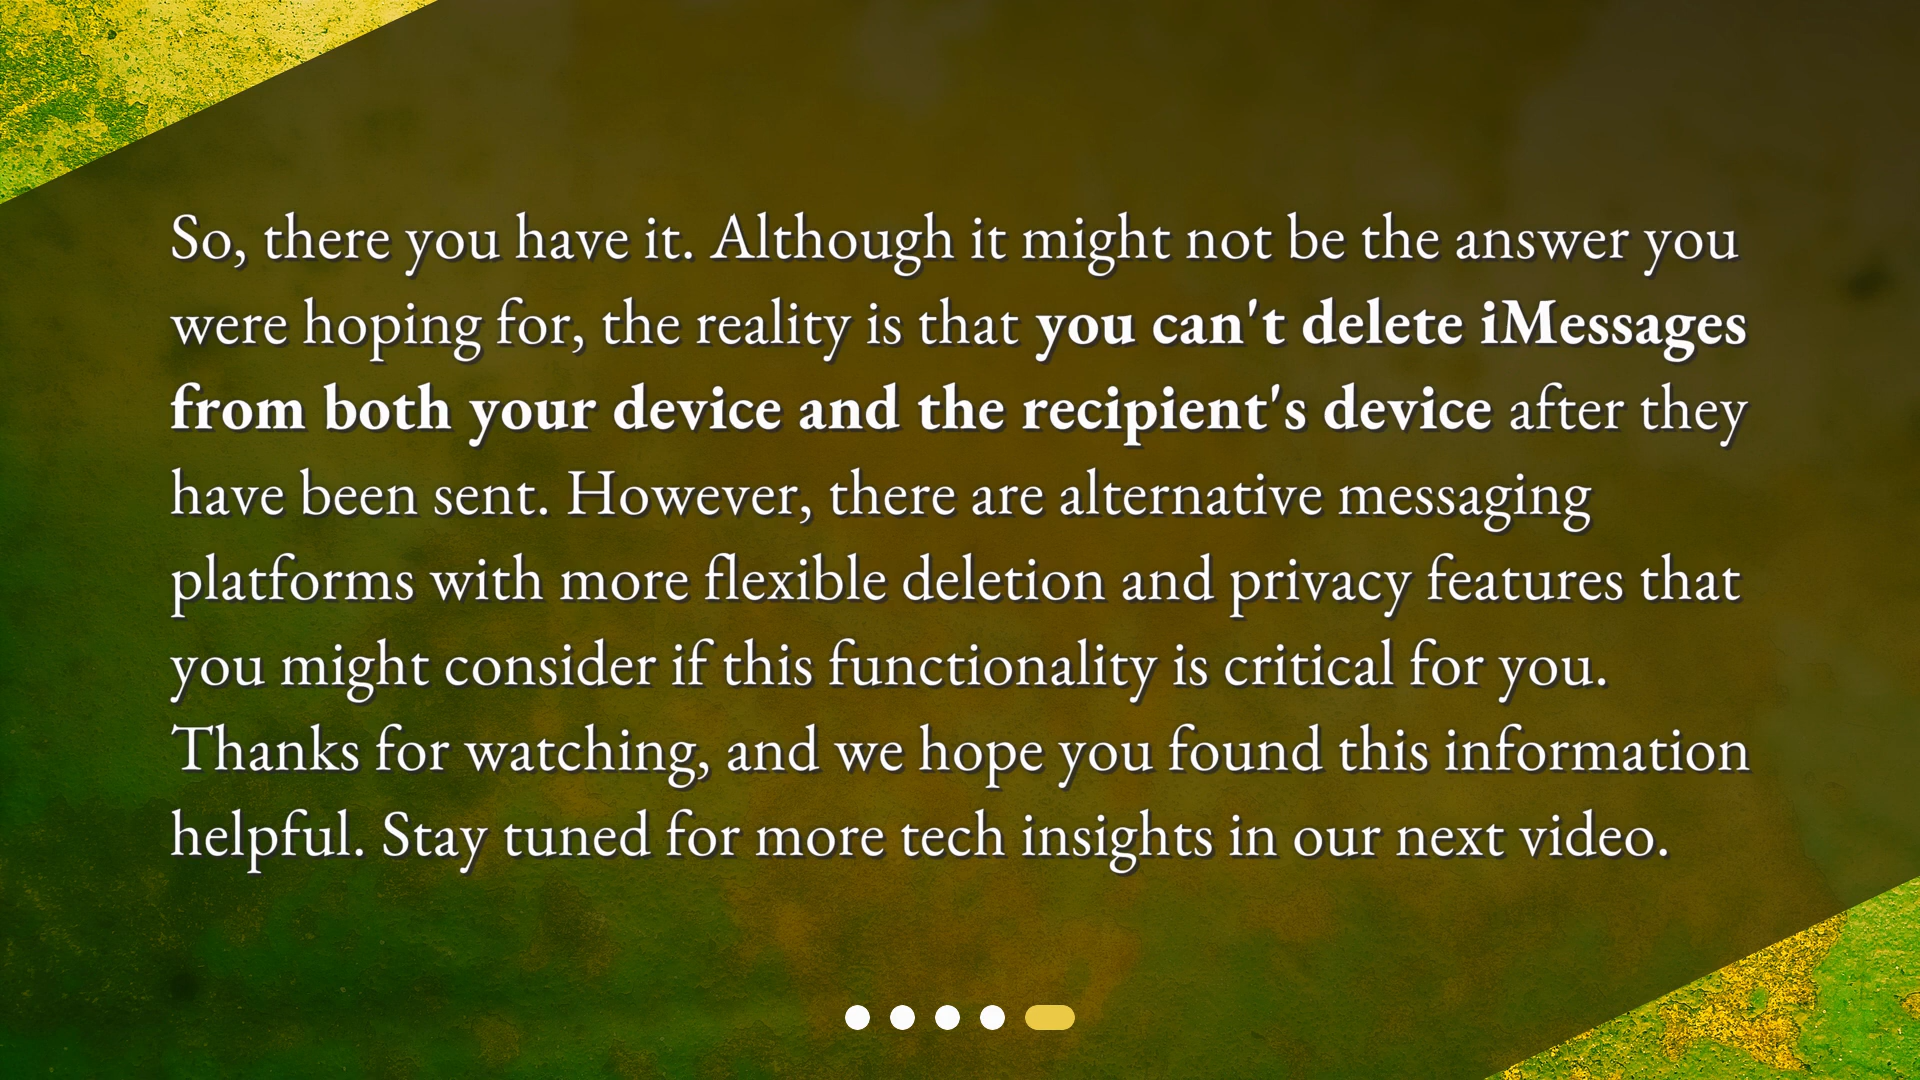 So, there you have it. Although it might not be the answer you
were hoping for, the reality is that you can't delete iMessages
from both your device and the recipient's device after they
have been sent. However, there are alternative messaging
platforms with more flexible deletion and privacy features that
you might consider if this functionality is critical for you.
Thanks for watching, and we hope you found this information
helpful. Stay tuned for more tech insights in our next video.